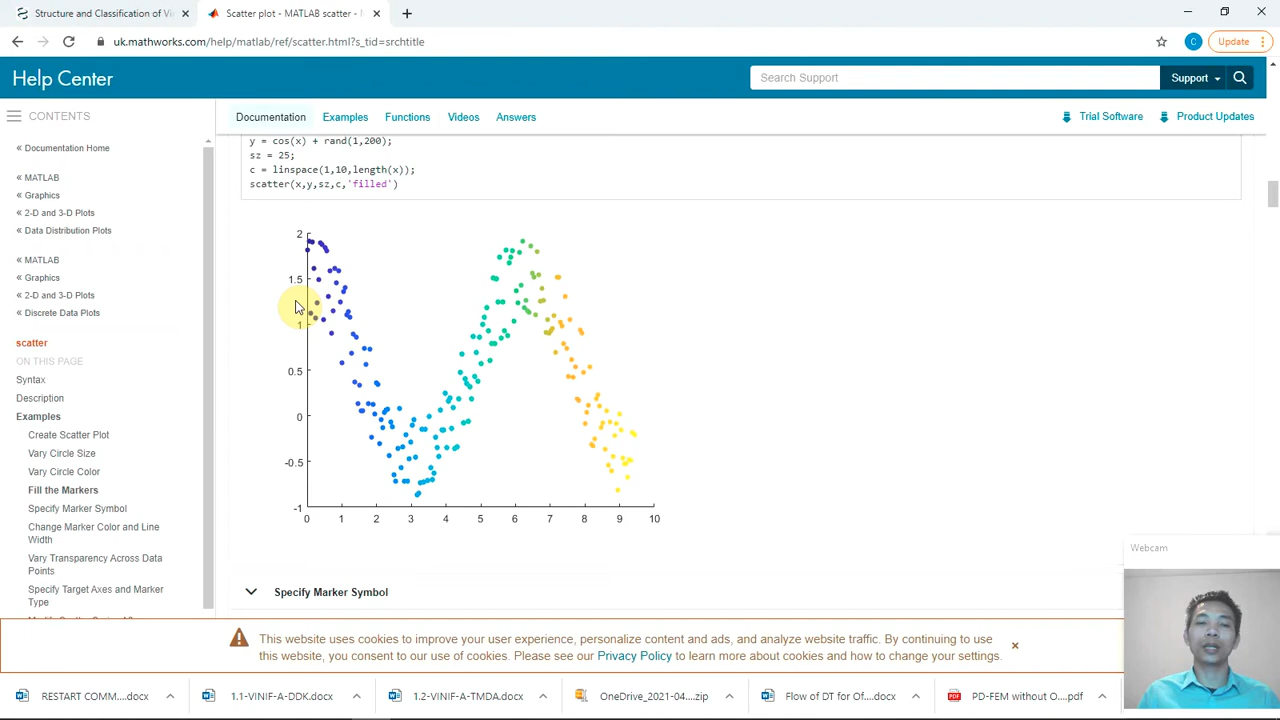 Structure and Classification of Vi
Scatter plot - MATLAB scatter -
uk.mathworks.com/help/matlab/ref/scatter.html?s_tid=srchtitle
C
Update
Help Center
Search Support
Support
CONTENTS
Documentation
Examples
Functions
Videos
Answers
Trial Software
Product Updates
« Documentation Home
« MATLAB
« Graphics
« 2-D and 3-D Plots
« Data Distribution Plots
« MATLAB
« Graphics
« 2-D and 3-D Plots
« Discrete Data Plots
scatter
ON THIS PAGE
Syntax
Description
Examples
Create Scatter Plot
Vary Circle Size
Vary Circle Color
Fill the Markers
Specify Marker Symbol
Change Marker Color and Line
Width
Vary Transparency Across Data
Points
Specify Target Axes and Marker
Type
y = cos(x) + rand(1,200);
sz = 25;
c = linspace(1,10,length(x));
scatter(x,y,sz,c,'filled')
2
1.5
1
0.5
0
-0.5
-1
0 1 2 3 4 5 6 7 8 9 10
Specify Marker Symbol
Webcam
This website uses cookies to improve your user experience, personalize content and ads, and analyze website traffic. By continuing to
use this website, you consent to our use of cookies. Please see our Privacy Policy to learn more about cookies and how to change your settings.
RESTART COMM....docx
1.1-VINIF-A-DDK.docx
1.2-VINIF-A-TMDA.docx
OneDrive_2021-04....zip
Flow of DT for Of....docx
PD-FEM without O....pdf